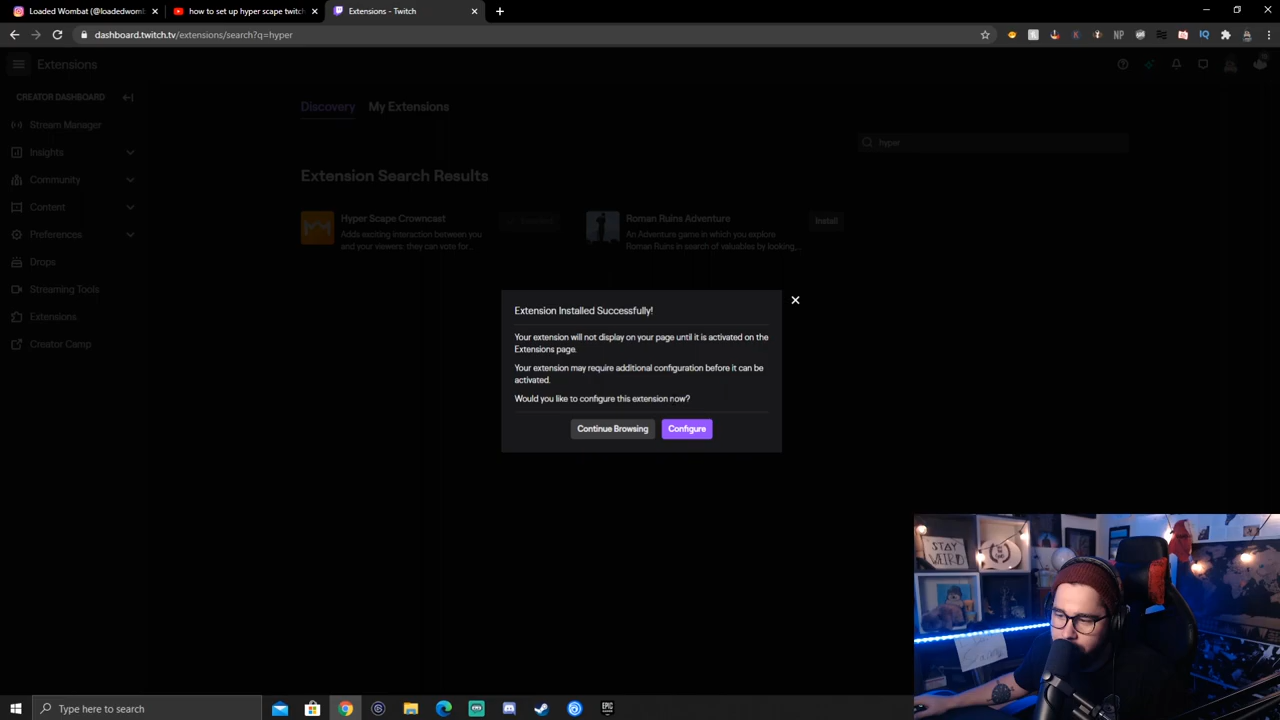 Loaded Wombat (@loadedwomb
how to set up hyper scape twitch
Extensions - Twitch
dashboard.twitch.tv/extensions/search?q=hyper
Extensions
CREATOR DASHBOARD
Stream Manager
Insights
Community
Content
Preferences
Drops
Streaming Tools
Extensions
Creator Camp
Discovery
My Extensions
hyper
Extension Search Results
Hyper Scape Crowncast
Adds exciting interaction between you
and your viewers: they can vote for...
Installed
Roman Ruins Adventure
An Adventure game in which you explore
Roman Ruins in search of valuables by looking,...
Install
Extension Installed Successfully!
Your extension will not display on your page until it is activated on the
Extensions page.
Your extension may require additional configuration before it can be
activated.
Would you like to configure this extension now?
Continue Browsing
Configure
STAY
WEIRD
Type here to search
EPIC